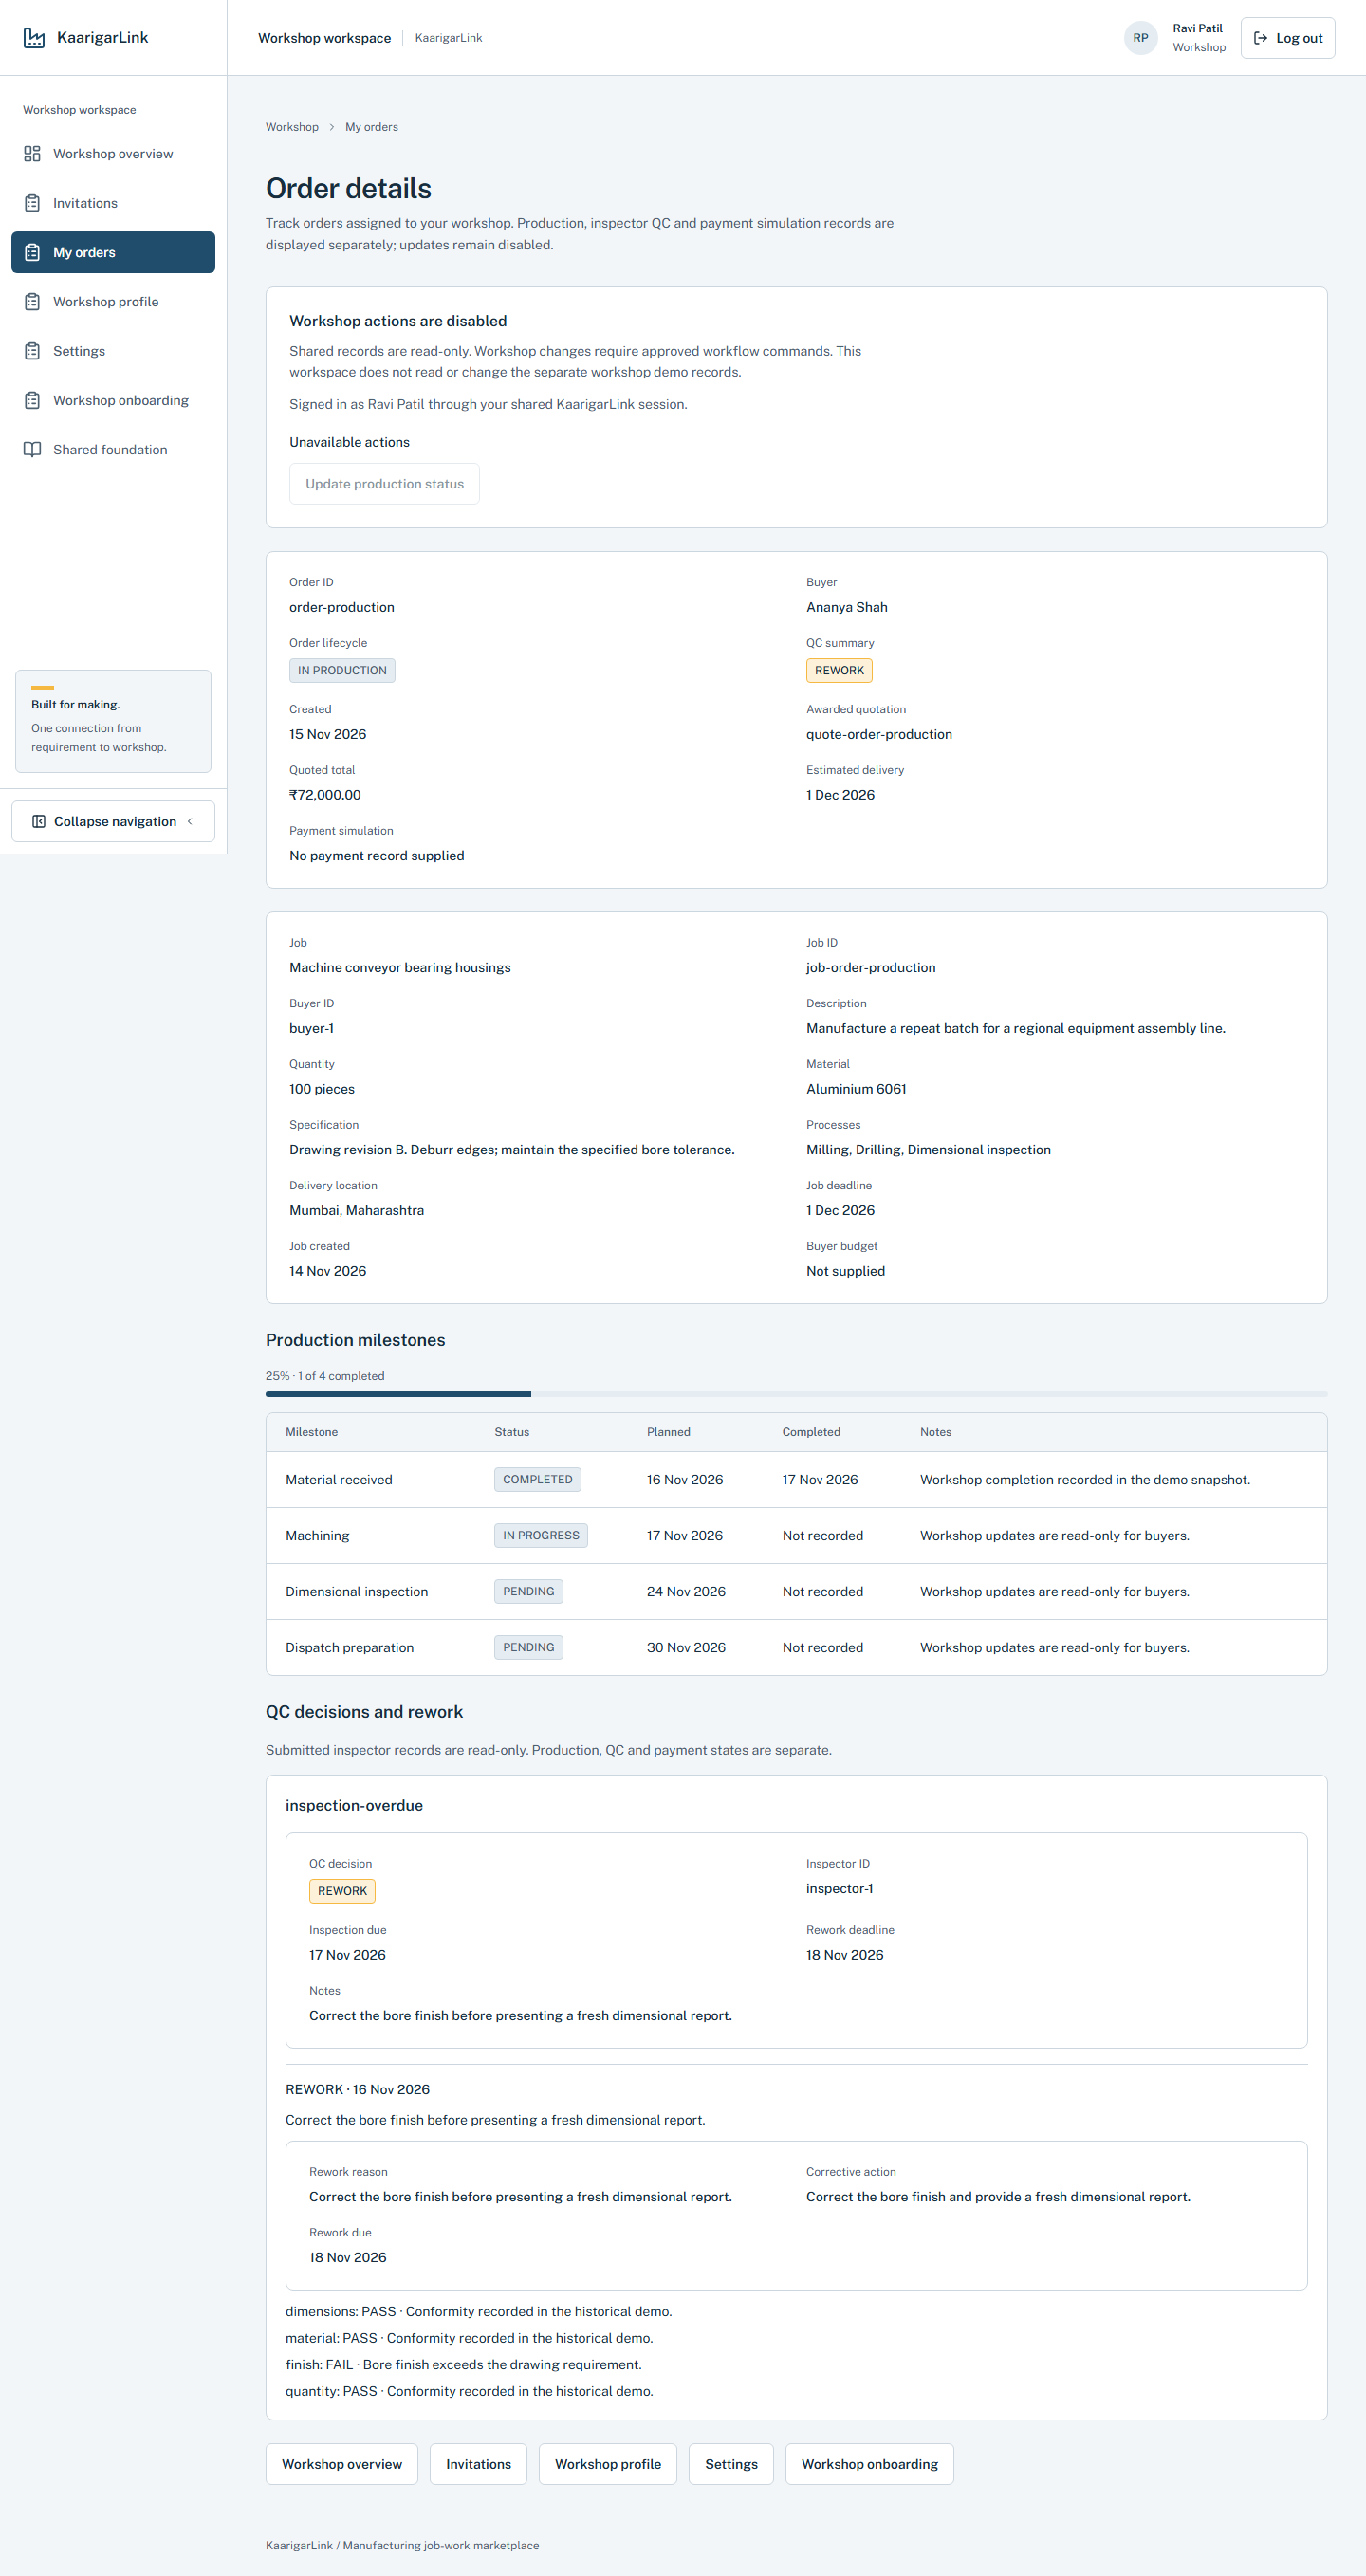 KaarigarLink
Workshop workspace
KaarigarLink
RP
Ravi Patil
Workshop
Log out
Workshop workspace
Workshop overview
Invitations
My orders
Workshop profile
Settings
Workshop onboarding
Shared foundation
Built for making.
One connection from
requirement to workshop.
Collapse navigation
Workshop
My orders
Order details
Track orders assigned to your workshop. Production, inspector QC and payment simulation records are
displayed separately; updates remain disabled.
Workshop actions are disabled
Shared records are read-only. Workshop changes require approved workflow commands. This
workspace does not read or change the separate workshop demo records.
Signed in as Ravi Patil through your shared KaarigarLink session.
Unavailable actions
Update production status
Order ID
order-production
Buyer
Ananya Shah
Order lifecycle
IN PRODUCTION
QC summary
REWORK
Created
15 Nov 2026
Awarded quotation
quote-order-production
Quoted total
₹72,000.00
Estimated delivery
1 Dec 2026
Payment simulation
No payment record supplied
Job
Machine conveyor bearing housings
Job ID
job-order-production
Buyer ID
buyer-1
Description
Manufacture a repeat batch for a regional equipment assembly line.
Quantity
100 pieces
Material
Aluminium 6061
Specification
Drawing revision B. Deburr edges; maintain the specified bore tolerance.
Processes
Milling, Drilling, Dimensional inspection
Delivery location
Mumbai, Maharashtra
Job deadline
1 Dec 2026
Job created
14 Nov 2026
Buyer budget
Not supplied
Production milestones
25% · 1 of 4 completed
Milestone Status Planned Completed Notes
Material received COMPLETED 16 Nov 2026 17 Nov 2026 Workshop completion recorded in the demo snapshot.
Machining IN PROGRESS 17 Nov 2026 Not recorded Workshop updates are read-only for buyers.
Dimensional inspection PENDING 24 Nov 2026 Not recorded Workshop updates are read-only for buyers.
Dispatch preparation PENDING 30 Nov 2026 Not recorded Workshop updates are read-only for buyers.
QC decisions and rework
Submitted inspector records are read-only. Production, QC and payment states are separate.
inspection-overdue
QC decision
REWORK
Inspector ID
inspector-1
Inspection due
17 Nov 2026
Rework deadline
18 Nov 2026
Notes
Correct the bore finish before presenting a fresh dimensional report.
REWORK · 16 Nov 2026
Correct the bore finish before presenting a fresh dimensional report.
Rework reason
Correct the bore finish before presenting a fresh dimensional report.
Corrective action
Correct the bore finish and provide a fresh dimensional report.
Rework due
18 Nov 2026
dimensions: PASS · Conformity recorded in the historical demo.
material: PASS · Conformity recorded in the historical demo.
finish: FAIL · Bore finish exceeds the drawing requirement.
quantity: PASS · Conformity recorded in the historical demo.
Workshop overview
Invitations
Workshop profile
Settings
Workshop onboarding
KaarigarLink / Manufacturing job-work marketplace